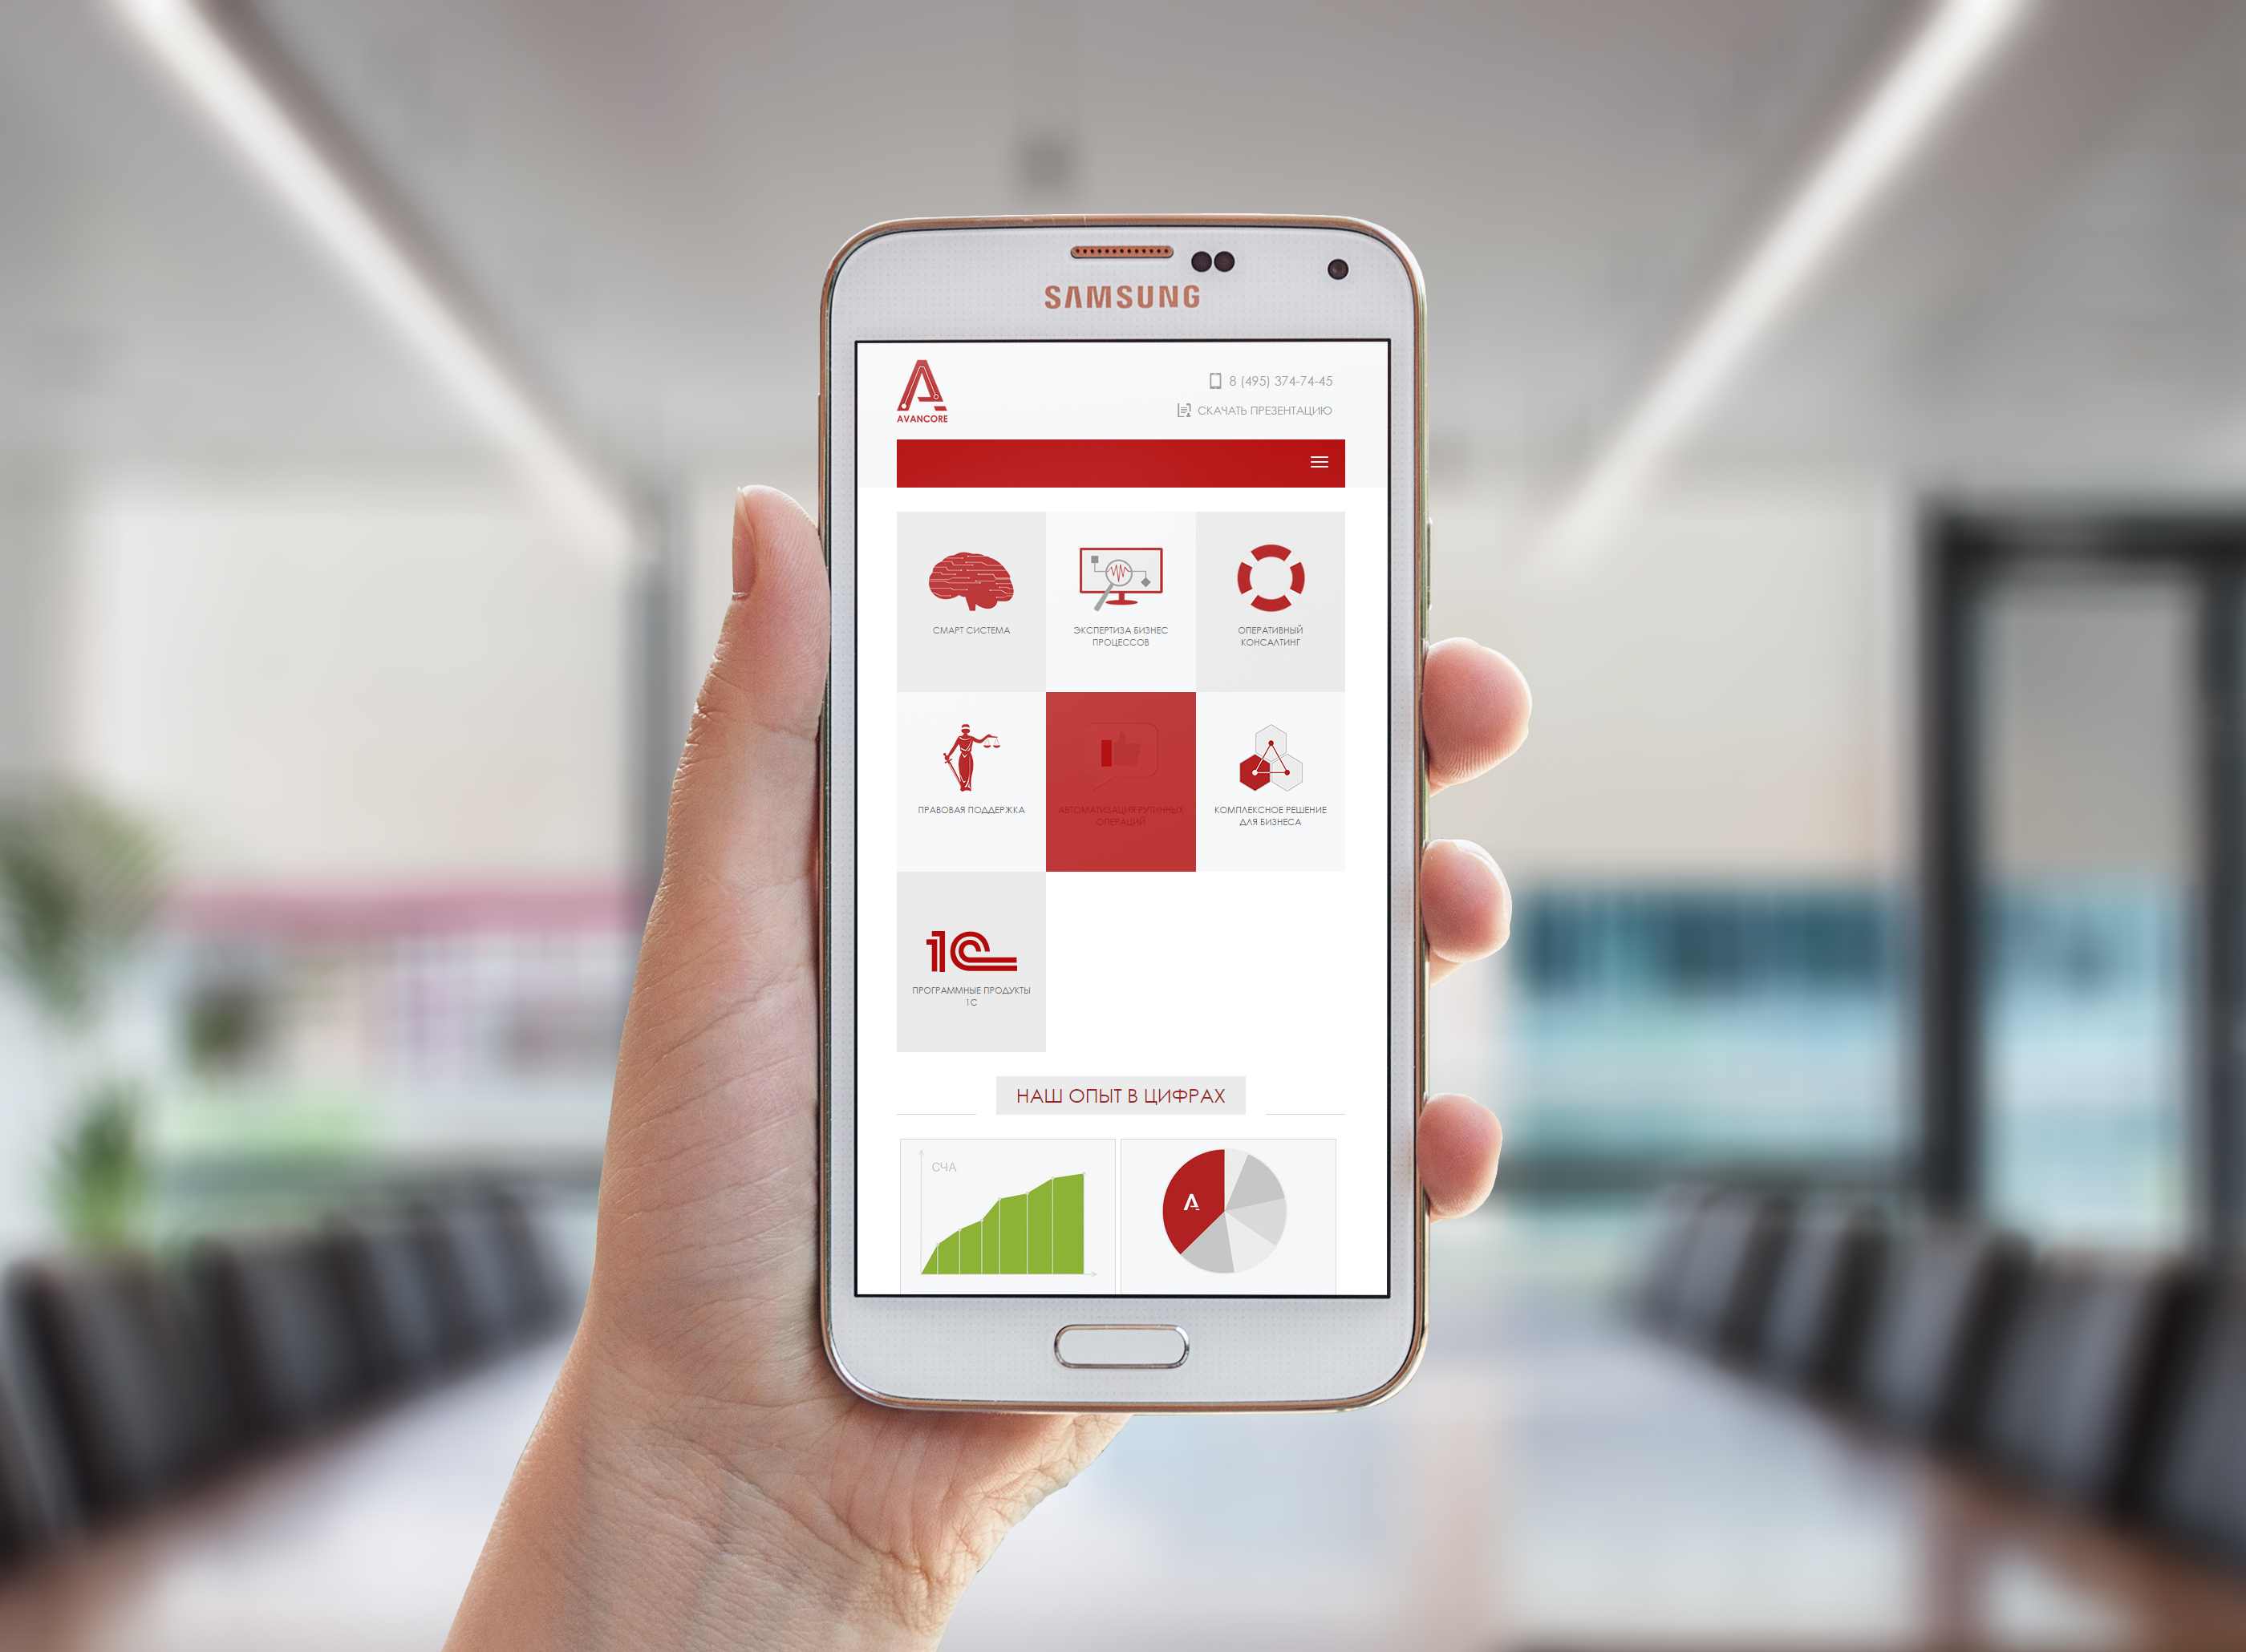 SAMSUNG
AVANCORE
8 (495) 374-74-45
СКАЧАТЬ ПРЕЗЕНТАЦИЮ
СМАРТ СИСТЕМА
ЭКСПЕРТИЗА БИЗНЕС
ПРОЦЕССОВ
ОПЕРАТИВНЫЙ
КОНСАЛТИНГ
ПРАВОВАЯ ПОДДЕРЖКА
АВТОМАТИЗАЦИЯ РУТИННЫХ
ОПЕРАЦИЙ
КОМПЛЕКСНОЕ РЕШЕНИЕ
ДЛЯ БИЗНЕСА
1С
ПРОГРАММНЫЕ ПРОДУКТЫ
1С
НАШ ОПЫТ В ЦИФРАХ
СЧА